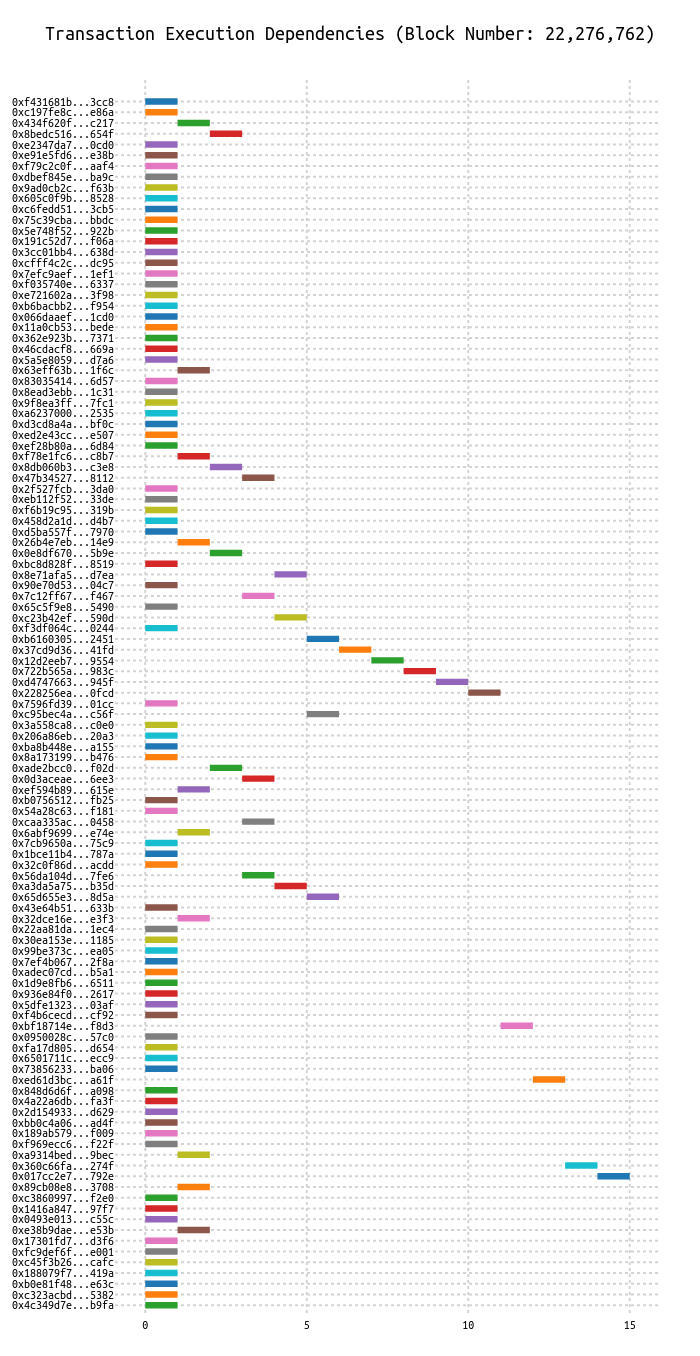 Transaction Execution Dependencies (Block Number: 22,276,762)
0xf431681b...3cc8
0xc197fe8c...e86a
0x434f620f...c217
0x8bedc516...654f
0xe2347da7...0cd0
0xe91e5fd6...e38b
0xf79c2c0f...aaf4
0xdbef845e...ba9c
0x9ad0cb2c...f63b
0x605c0f9b...8528
0xc6fedd51...3cb5
0x75c39cba...bbdc
0x5e748f52...922b
0x191c52d7...f06a
0x3cc01bb4...638d
0xcfff4c2c...dc95
0x7efc9aef...1ef1
0xf035740e...6337
0xe721602a...3f98
0xb6bacbb2...f954
0x066daaef...1cd0
0x11a0cb53...bede
0x362e923b...7371
0x46cdacf8...669a
0x5a5e8059...d7a6
0x63eff63b...1f6c
0x83035414...6d57
0x8ead3ebb...1c31
0x9f8ea3ff...7fc1
0xa6237000...2535
0xd3cd8a4a...bf0c
0xed2e43cc...e507
0xef28b80a...6d84
0xf78e1fc6...c8b7
0x8db060b3...c3e8
0x47b34527...8112
0x2f527fcb...3da0
0xeb112f52...33de
0xf6b19c95...319b
0x458d2a1d...d4b7
0xd5ba557f...7970
0x26b4e7eb...14e9
0x0e8df670...5b9e
0xbc8d828f...8519
0x8e71afa5...d7ea
0x90e70d53...04c7
0x7c12ff67...f467
0x65c5f9e8...5490
0xc23b42ef...590d
0xf3df064c...0244
0xb6160305...2451
0x37cd9d36...41fd
0x12d2eeb7...9554
0x722b565a...983c
0xd4747663...945f
0x228256ea...0fcd
0x7596fd39...01cc
0xc95bec4a...c56f
0x3a558ca8...c0e0
0x206a86eb...20a3
0xba8b448e...a155
0x8a173199...b476
0xade2bcc0...f02d
0x0d3aceae...6ee3
0xef594b89...615e
0xb0756512...fb25
0x54a28c63...f181
0xcaa335ac...0458
0x6abf9699...e74e
0x7cb9650a...75c9
0x1bce11b4...787a
0x32c0f86d...acdd
0x56da104d...7fe6
0xa3da5a75...b35d
0x65d655e3...8d5a
0x43e64b51...633b
0x32dce16e...e3f3
0x22aa81da...1ec4
0x30ea153e...1185
0x99be373c...ea05
0x7ef4b067...2f8a
0xadec07cd...b5a1
0x1d9e8fb6...6511
0x936e84f0...2617
0x5dfe1323...03af
0xf4b6cecd...cf92
0xbf18714e...f8d3
0x0950028c...57c0
0xfa17d805...d654
0x6501711c...ecc9
0x73856233...ba06
0xed61d3bc...a61f
0x848d6d6f...a098
0x4a22a6db...fa3f
0x2d154933...d629
0xbb0c4a06...ad4f
0x189ab579...f009
0xf969ecc6...f22f
0xa9314bed...9bec
0x360c66fa...274f
0x017cc2e7...792e
0x89cb08e8...3708
0xc3860997...f2e0
0x1416a847...97f7
0x0493e013...c55c
0xe38b9dae...e53b
0x17301fd7...d3f6
0xfc9def6f...e001
0xc45f3b26...cafc
0x188079f7...419a
0xb0e81f48...e63c
0xc323acbd...5382
0x4c349d7e...b9fa
0 5 10 15